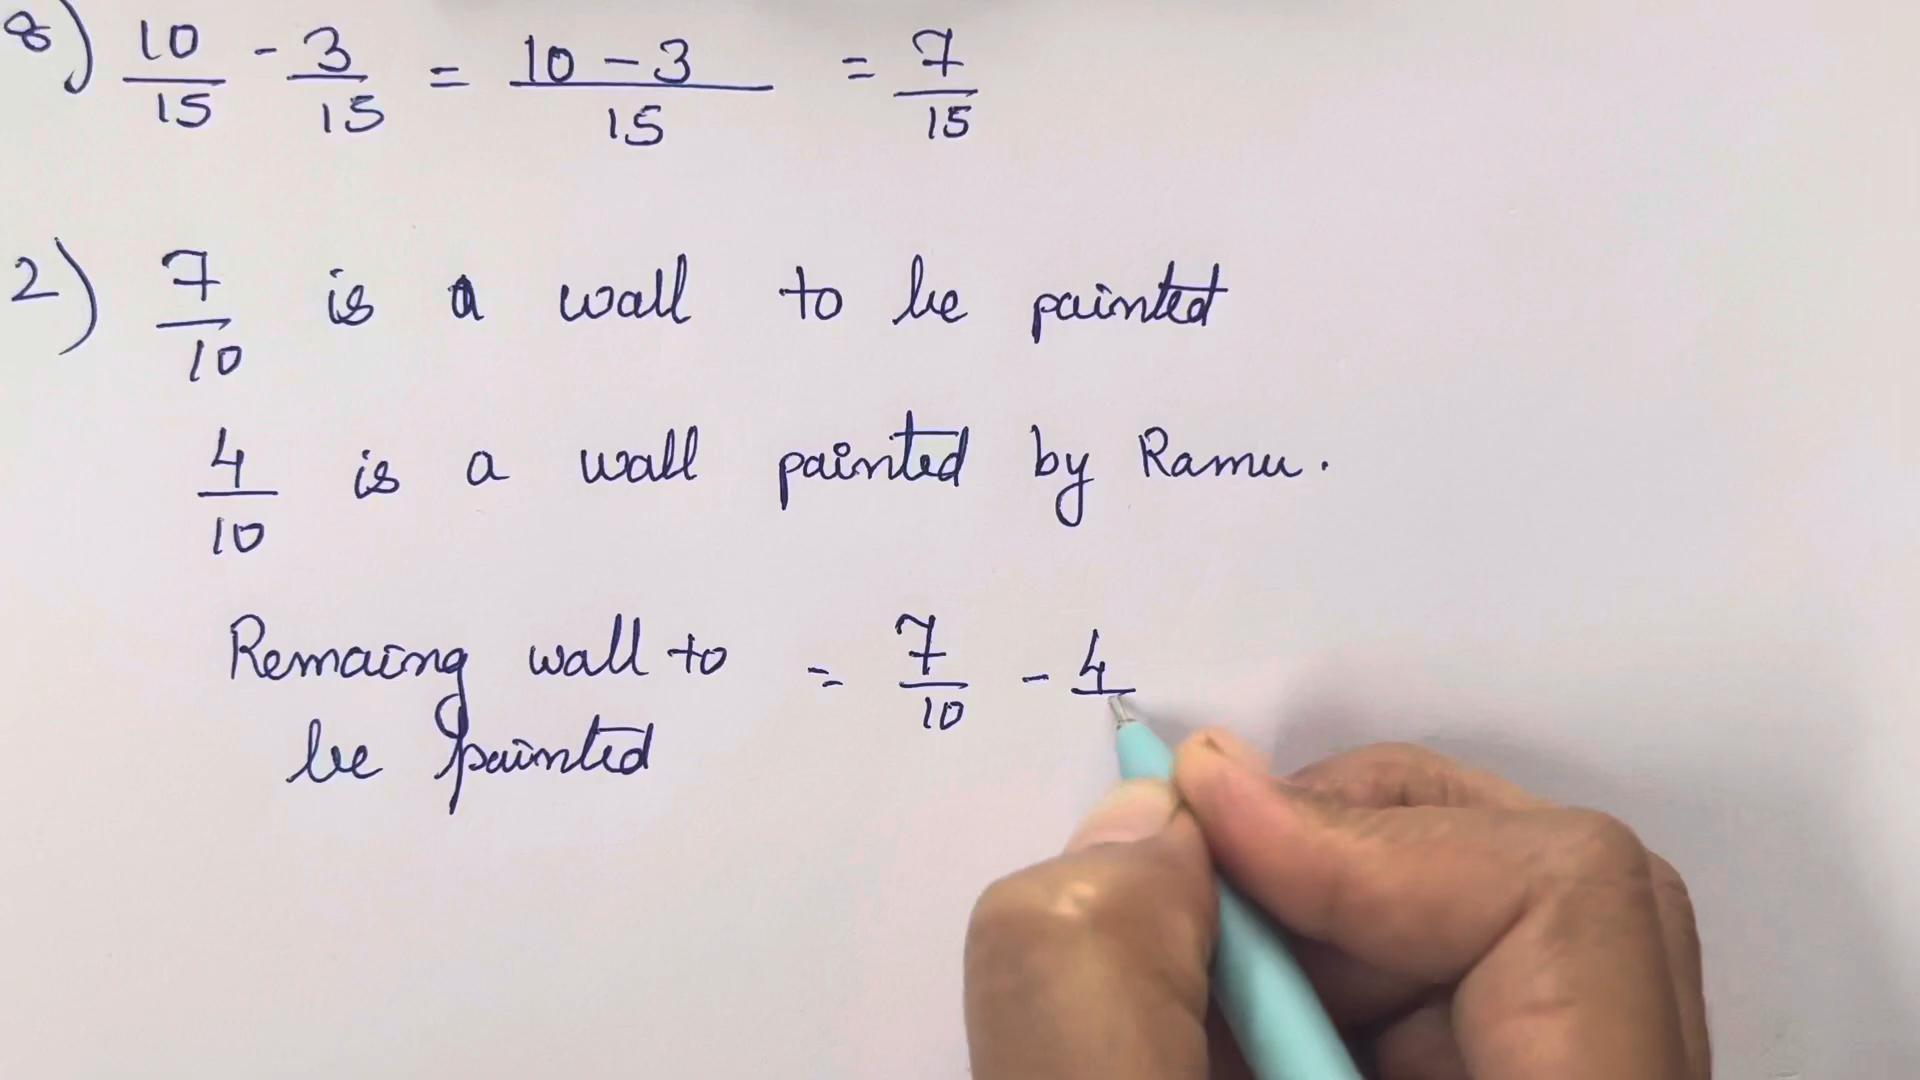 8) 10/15 - 3/15 = 10 - 3/15 = 7/15
2) 7/10 is a wall to be painted
4/10 is a wall painted by Ramu.
Remaing wall to = 7/10 - 4/
be painted